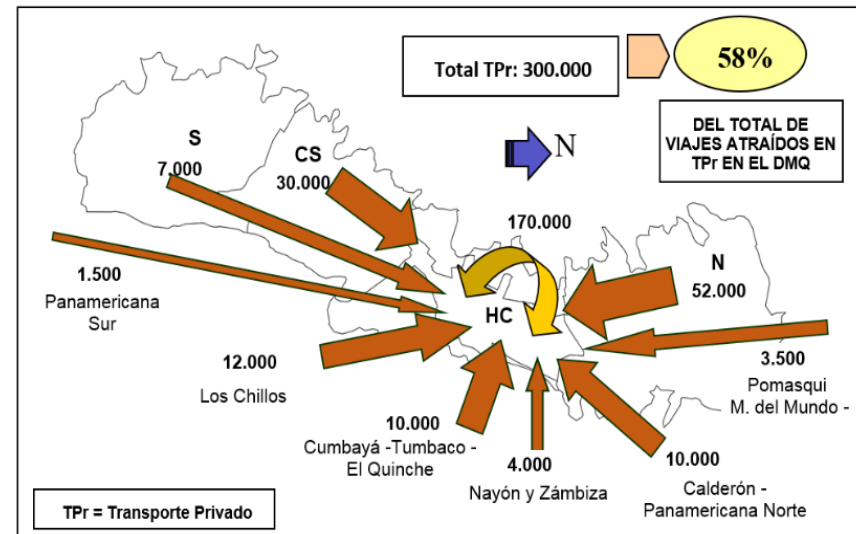 Total TPr: 300.000
58%
DEL TOTAL DE
VIAJES ATRAÍDOS EN
TPr EN EL DMQ
N
S
7.000
CS
30.000
170.000
N
52.000
HC
1.500
Panamericana
Sur
12.000
Los Chillos
10.000
Cumbayá -Tumbaco -
El Quinche
4.000
Nayón y Zámbiza
10.000
Calderón -
Panamericana Norte
3.500
Pomasqui
M. del Mundo -
TPr = Transporte Privado